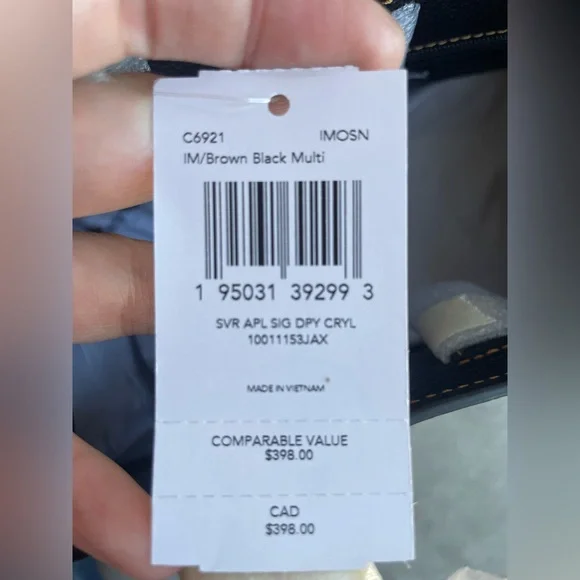 C6921 IMOSN
IM/Brown Black Multi
1 95031 39299 3
SVR APL SIG DPY CRYL
10011153JAX
MADE IN VIETNAM
COMPARABLE VALUE
$398.00
CAD
$398.00